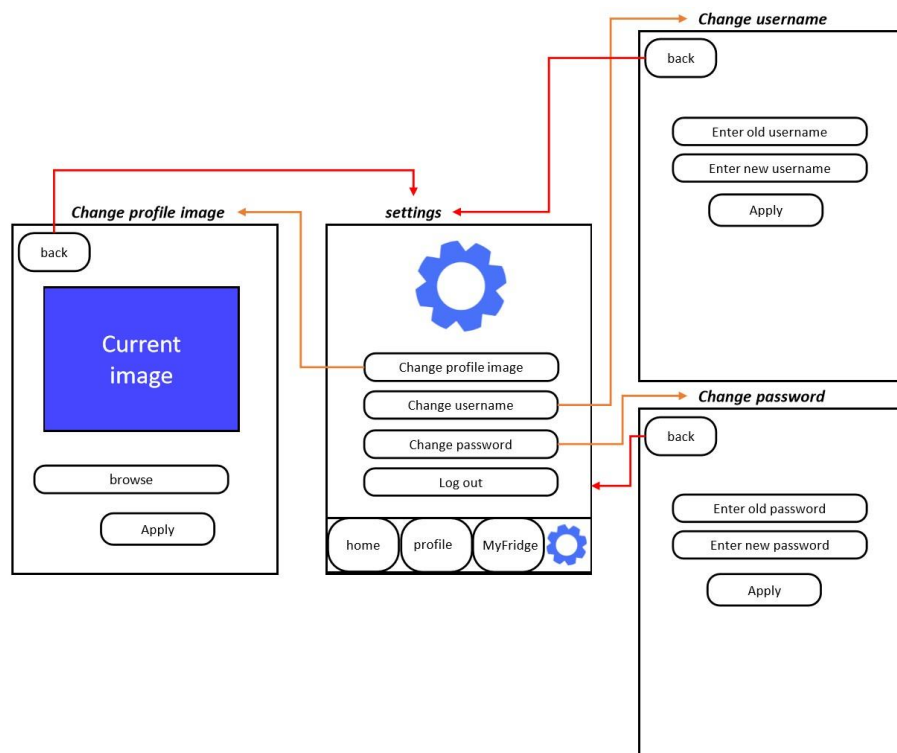 Change username
back
Enter old username
Enter new username
Apply
Change profile image
back
Current
image
browse
Apply
settings
Change profile image
Change username
Change password
Log out
home
profile
MyFridge
Change password
back
Enter old password
Enter new password
Apply